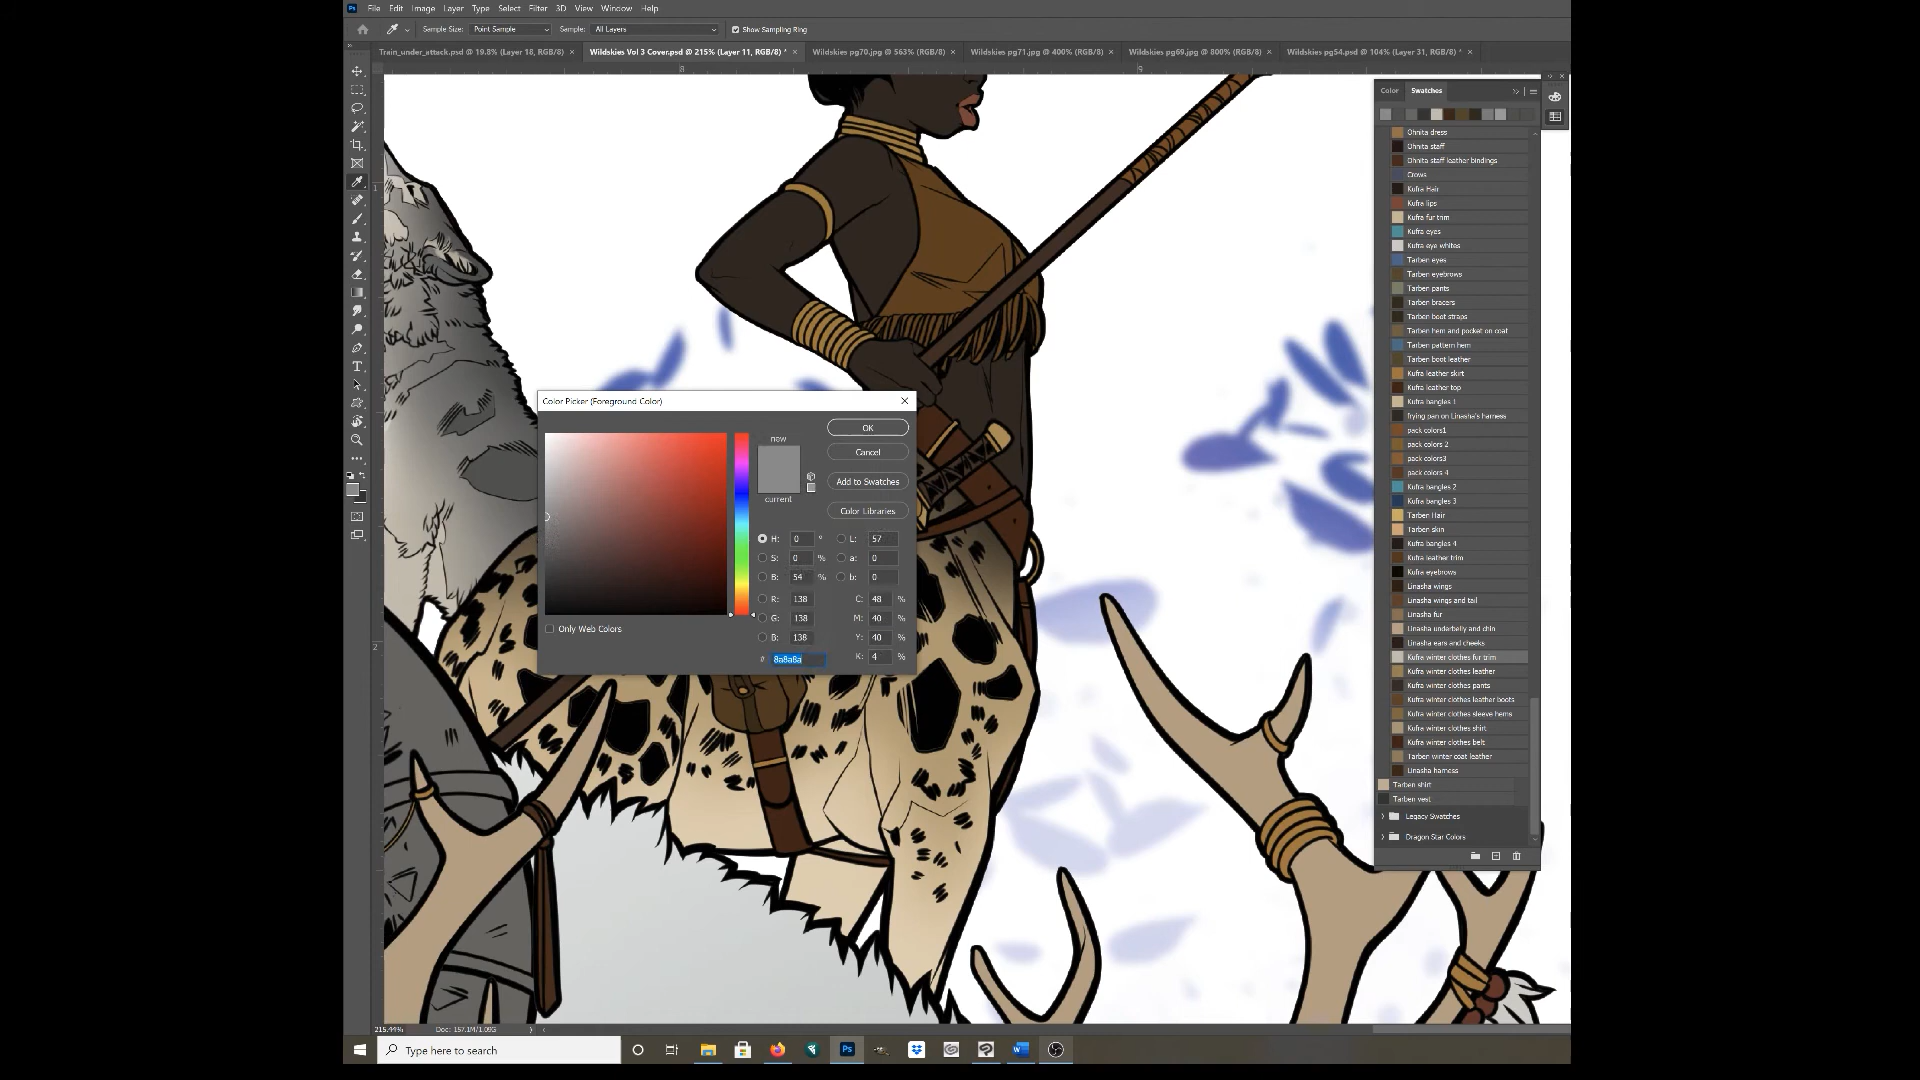 Ps File Edit Image Layer Type Select Filter 3D View Window Help
Sample Size: Point Sample Sample: All Layers Show Sampling Ring
Train_under_attack.psd @ 19.8% (Layer 18, RGB/8) × Wildskies Vol 3 Cover.psd @ 215% (Layer 11, RGB/8) * × Wildskies pg70.jpg @ 563% (RGB/8) × Wildskies pg71.jpg @ 400% (RGB/8) × Wildskies pg69.jpg @ 800% (RGB/8) × Wildskies pg54.psd @ 104% (Layer 31, RGB/8) * ×
8 9
1
2
Color Swatches
Ohnita dress
Ohnita staff
Ohnita staff leather bindings
Crows
Kufra Hair
Kufra lips
Kufra fur trim
Kufra eyes
Kufra eye whites
Tarben eyes
Tarben eyebrows
Tarben pants
Tarben bracers
Tarben boot straps
Tarben hem and pocket on coat
Tarben pattern hem
Tarben boot leather
Kufra leather skirt
Kufra leather top
Kufra bangles 1
frying pan on Linasha's harness
pack colors1
pack colors 2
pack colors3
pack colors 4
Kufra bangles 2
Kufra bangles 3
Tarben Hair
Tarben skin
Kufra bangles 4
Kufra leather trim
Kufra eyebrows
Linasha wings
Linasha wings and tail
Linasha fur
Linasha underbelly and chin
Linasha ears and cheeks
Kufra winter clothes fur trim
Kufra winter clothes leather
Kufra winter clothes pants
Kufra winter clothes leather boots
Kufra winter clothes sleeve hems
Kufra winter clothes shirt
Kufra winter clothes belt
Tarben winter coat leather
Linasha harness
Tarben shirt
Tarben vest
Legacy Swatches
Dragon Star Colors
Color Picker (Foreground Color)
new
current
OK
Cancel
Add to Swatches
Color Libraries
H: 0 ° L: 57
S: 0 % a: 0
B: 54 % b: 0
R: 138 C: 48 %
G: 138 M: 40 %
B: 138 Y: 40 %
# 8a8a8a K: 4 %
Only Web Colors
215.44% Doc: 157.1M/1.09G
Type here to search
Ps